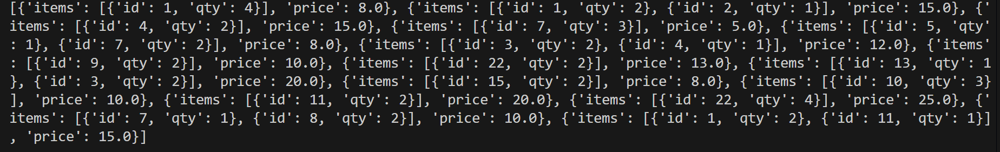 [{'items': [{'id': 1, 'qty': 4}], 'price': 8.0}, {'items': [{'id': 1, 'qty': 2}, {'id': 2, 'qty': 1}], 'price': 15.0}, {'
items': [{'id': 4, 'qty': 2}], 'price': 15.0}, {'items': [{'id': 7, 'qty': 3}], 'price': 5.0}, {'items': [{'id': 5, 'qty'
: 1}, {'id': 7, 'qty': 2}], 'price': 8.0}, {'items': [{'id': 3, 'qty': 2}, {'id': 4, 'qty': 1}], 'price': 12.0}, {'items'
: [{'id': 9, 'qty': 2}], 'price': 10.0}, {'items': [{'id': 22, 'qty': 2}], 'price': 13.0}, {'items': [{'id': 13, 'qty': 1
}, {'id': 3, 'qty': 2}], 'price': 20.0}, {'items': [{'id': 15, 'qty': 2}], 'price': 8.0}, {'items': [{'id': 10, 'qty': 3}
], 'price': 10.0}, {'items': [{'id': 11, 'qty': 2}], 'price': 20.0}, {'items': [{'id': 22, 'qty': 4}], 'price': 25.0}, {'
items': [{'id': 7, 'qty': 1}, {'id': 8, 'qty': 2}], 'price': 10.0}, {'items': [{'id': 1, 'qty': 2}, {'id': 11, 'qty': 1}]
, 'price': 15.0}]